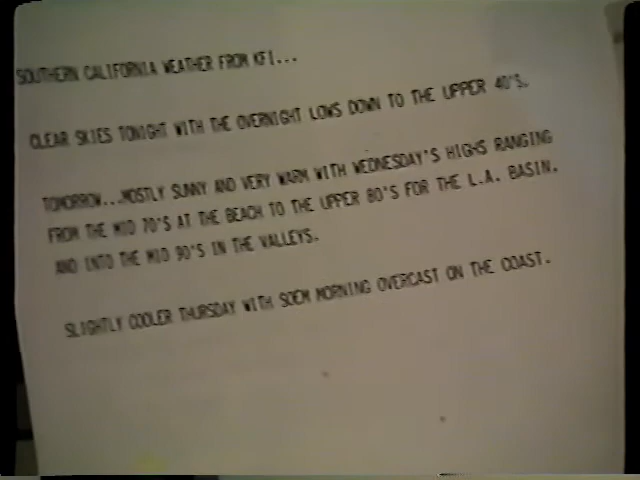 SOUTHERN CALIFORNIA WEATHER FROM KFI...
CLEAR SKIES TONIGHT WITH THE OVERNIGHT LOWS DOWN TO THE UPPER 40'S.
TOMORROW...MOSTLY SUNNY AND VERY WARM WITH WEDNESDAY'S HIGHS RANGING
FROM THE MID 70'S AT THE BEACH TO THE UPPER 80'S FOR THE L.A. BASIN.
AND INTO THE MID 90'S IN THE VALLEYS.
SLIGHTLY COOLER THURSDAY WITH SOEM MORNING OVERCAST ON THE COAST.